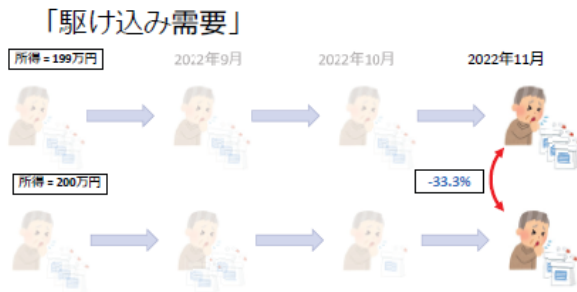 「駆け込み需要」
所得 = 199万円
2022年9月
2022年10月
2022年11月
所得 = 200万円
-33.3%